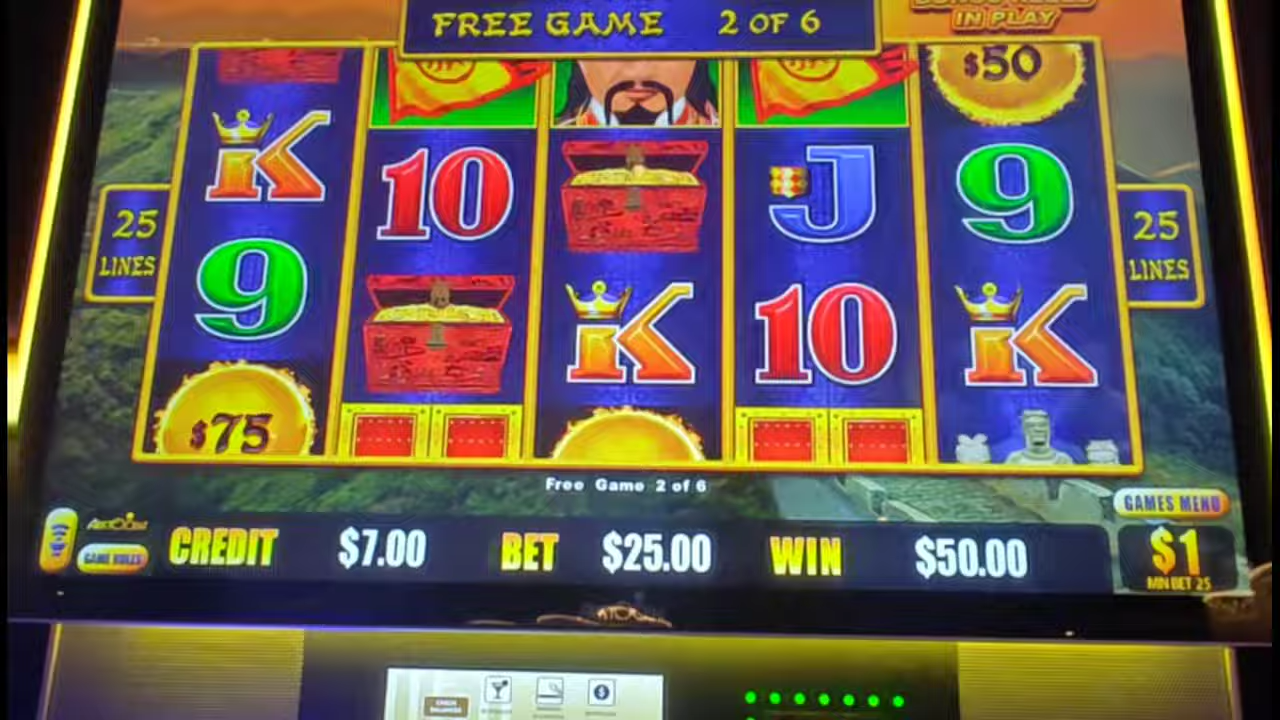 FREE GAME 2 OF 6
IN PLAY
$50
K
10
J
9
25
LINES
25
LINES
9
K
10
K
$75
Free Game 2 of 6
GAMES MENU
CREDIT $7.00 BET $25.00 WIN $50.00
$1
MIN BET 25
GAME RULES